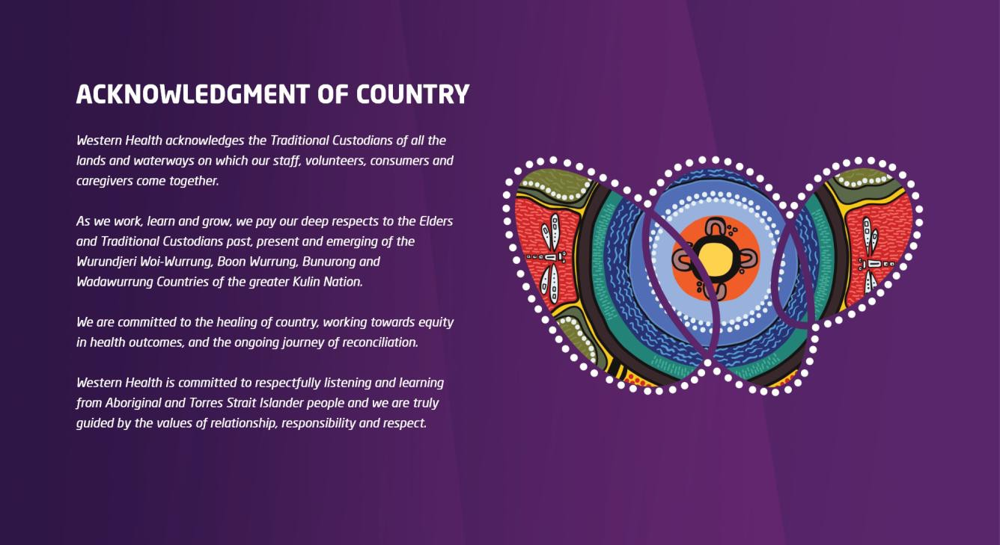 ACKNOWLEDGMENT OF COUNTRY
Western Health acknowledges the Traditional Custodians of all the
lands and waterways on which our staff, volunteers, consumers and
caregivers come together.
As we work, learn and grow, we pay our deep respects to the Elders
and Traditional Custodians past, present and emerging of the
Wurundjeri Woi-Wurrung, Boon Wurrung, Bunurong and
Wadawurrung Countries of the greater Kulin Nation.
We are committed to the healing of country, working towards equity
in health outcomes, and the ongoing journey of reconciliation.
Western Health is committed to respectfully listening and learning
from Aboriginal and Torres Strait Islander people and we are truly
guided by the values of relationship, responsibility and respect.